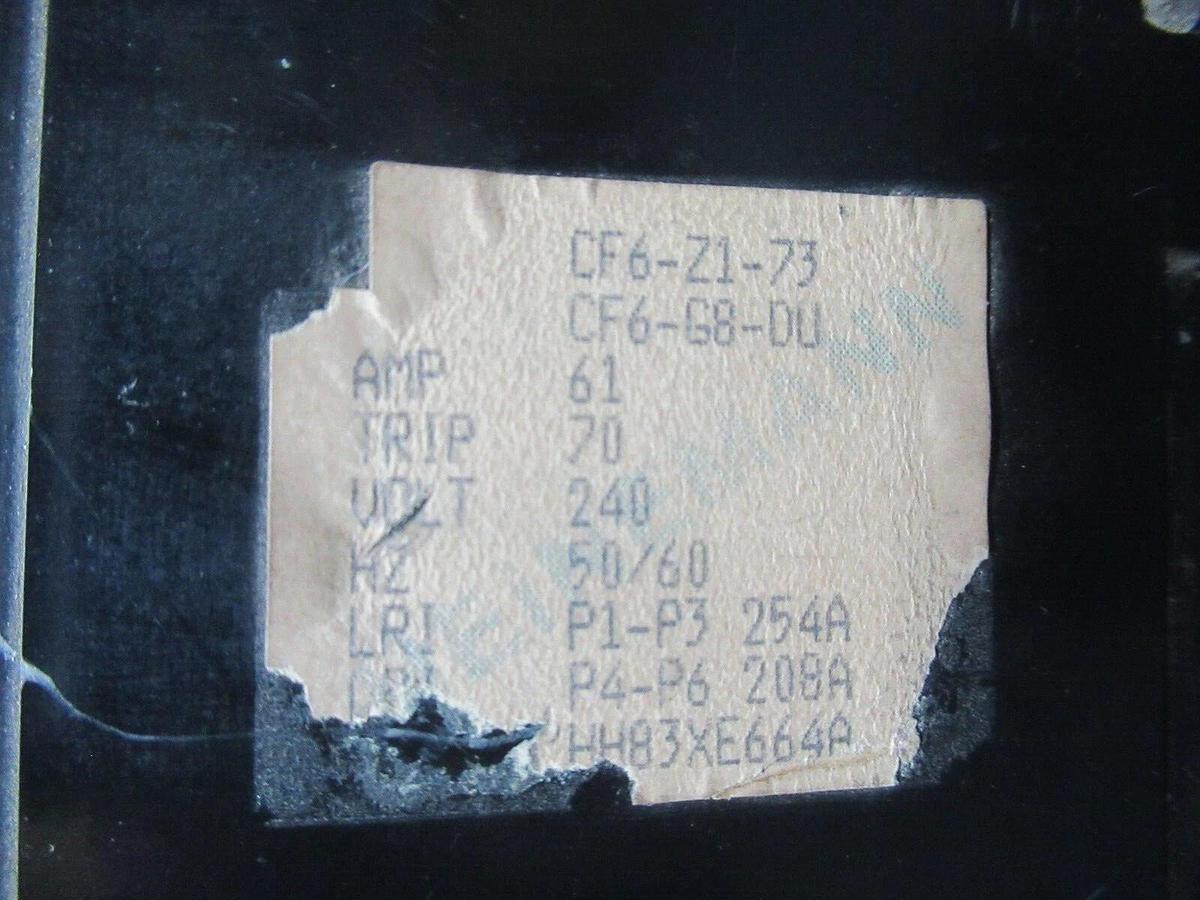 CF6-Z1-73
CF6-G8-DU
AMP 61
TRIP 70
VOLT 240
HZ 50/60
LRI P1-P3 254A
P4-P6 208A
HH83XE664A